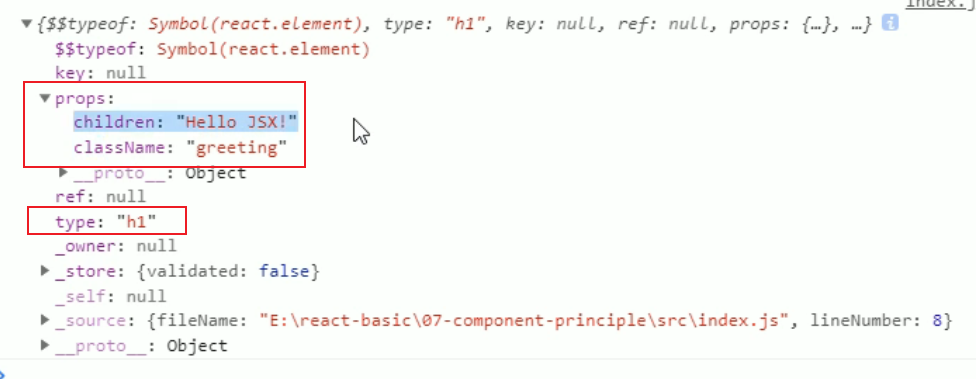 index.j
▼{$$typeof: Symbol(react.element), type: "h1", key: null, ref: null, props: {…}, …} i
$$typeof: Symbol(react.element)
key: null
▼props:
children: "Hello JSX!"
className: "greeting"
▶__proto__: Object
ref: null
type: "h1"
_owner: null
▶_store: {validated: false}
_self: null
▶_source: {fileName: "E:\react-basic\07-component-principle\src\index.js", lineNumber: 8}
▶__proto__: Object